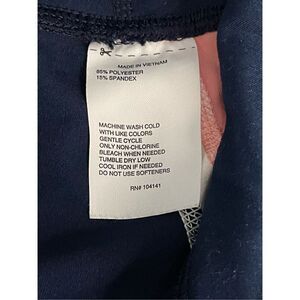 MADE IN VIETNAM
85% POLYESTER
15% SPANDEX
MACHINE WASH COLD
WITH LIKE COLORS
GENTLE CYCLE
ONLY NON-CHLORINE
BLEACH WHEN NEEDED
TUMBLE DRY LOW
COOL IRON IF NEEDED
DO NOT USE SOFTENERS
RN# 104141